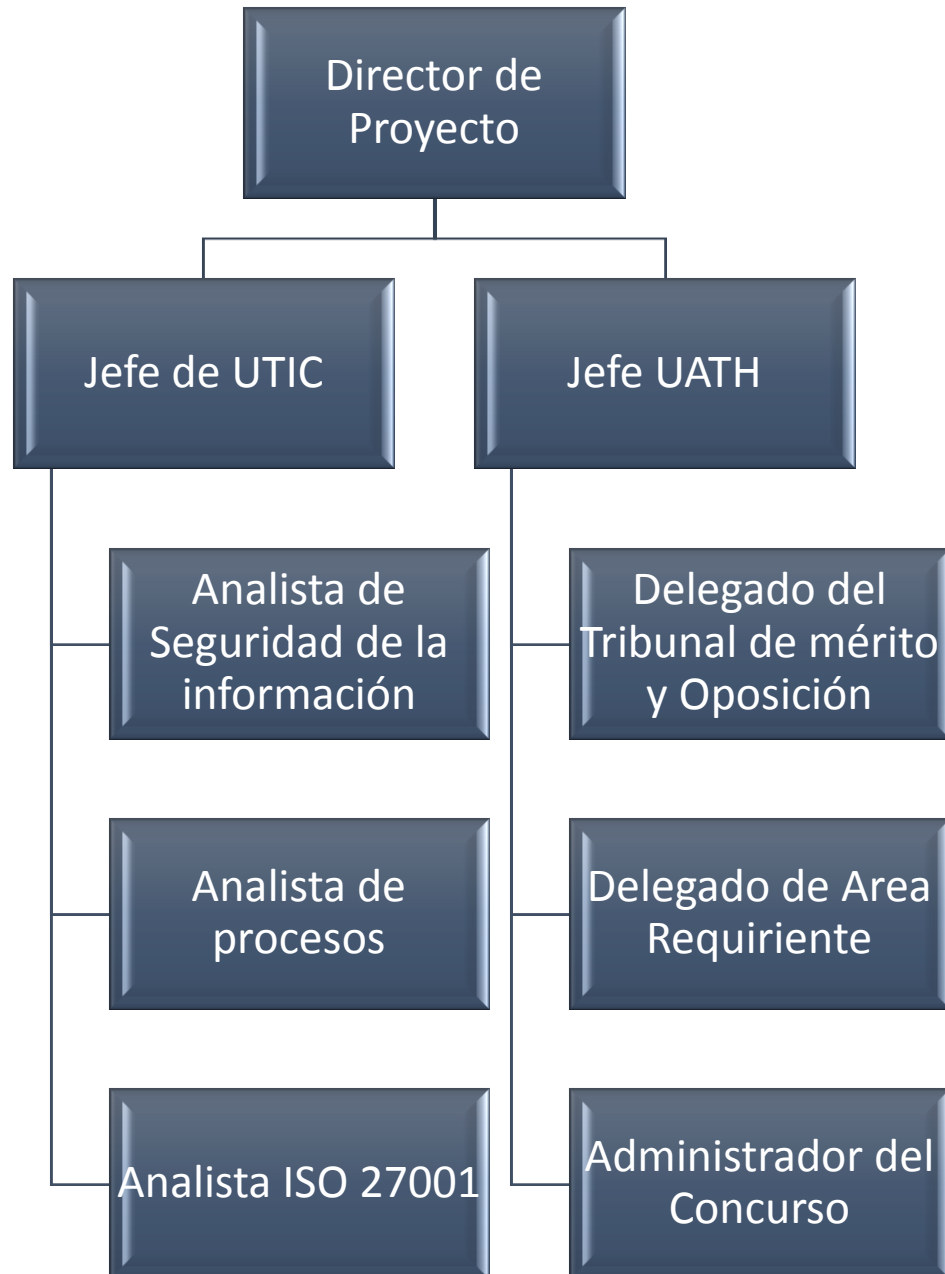 Director de
Proyecto
Jefe de UTIC
Jefe UATH
Analista de
Seguridad de la
información
Delegado del
Tribunal de mérito
y Oposición
Analista de
procesos
Delegado de Area
Requiriente
Analista ISO 27001
Administrador del
Concurso